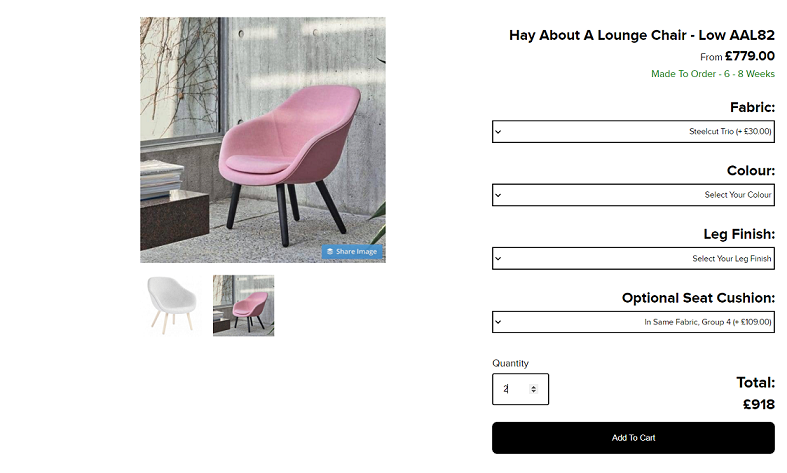 Hay About A Lounge Chair - Low AAL82
From £779.00
Made To Order - 6 - 8 Weeks
Fabric:
Steelcut Trio (+ £30.00)
Colour:
Select Your Colour
Leg Finish:
Select Your Leg Finish
Share Image
Optional Seat Cushion:
In Same Fabric, Group 4 (+ £109.00)
Quantity
2
Total:
£918
Add To Cart